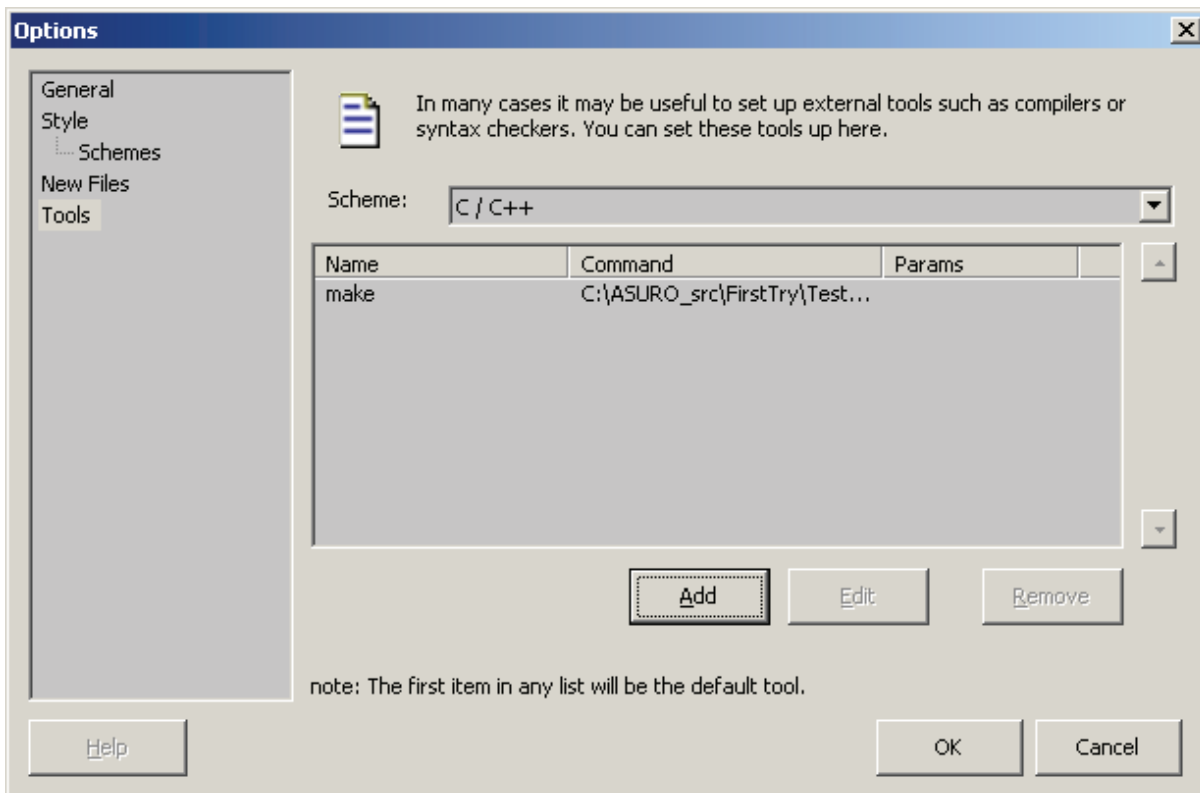 Options
General
Style
Schemes
New Files
Tools
In many cases it may be useful to set up external tools such as compilers or
syntax checkers. You can set these tools up here.
Scheme: C / C++
Name Command Params
make C:\ASURO_src\FirstTry\Test...
Add Edit Remove
note: The first item in any list will be the default tool.
Help OK Cancel